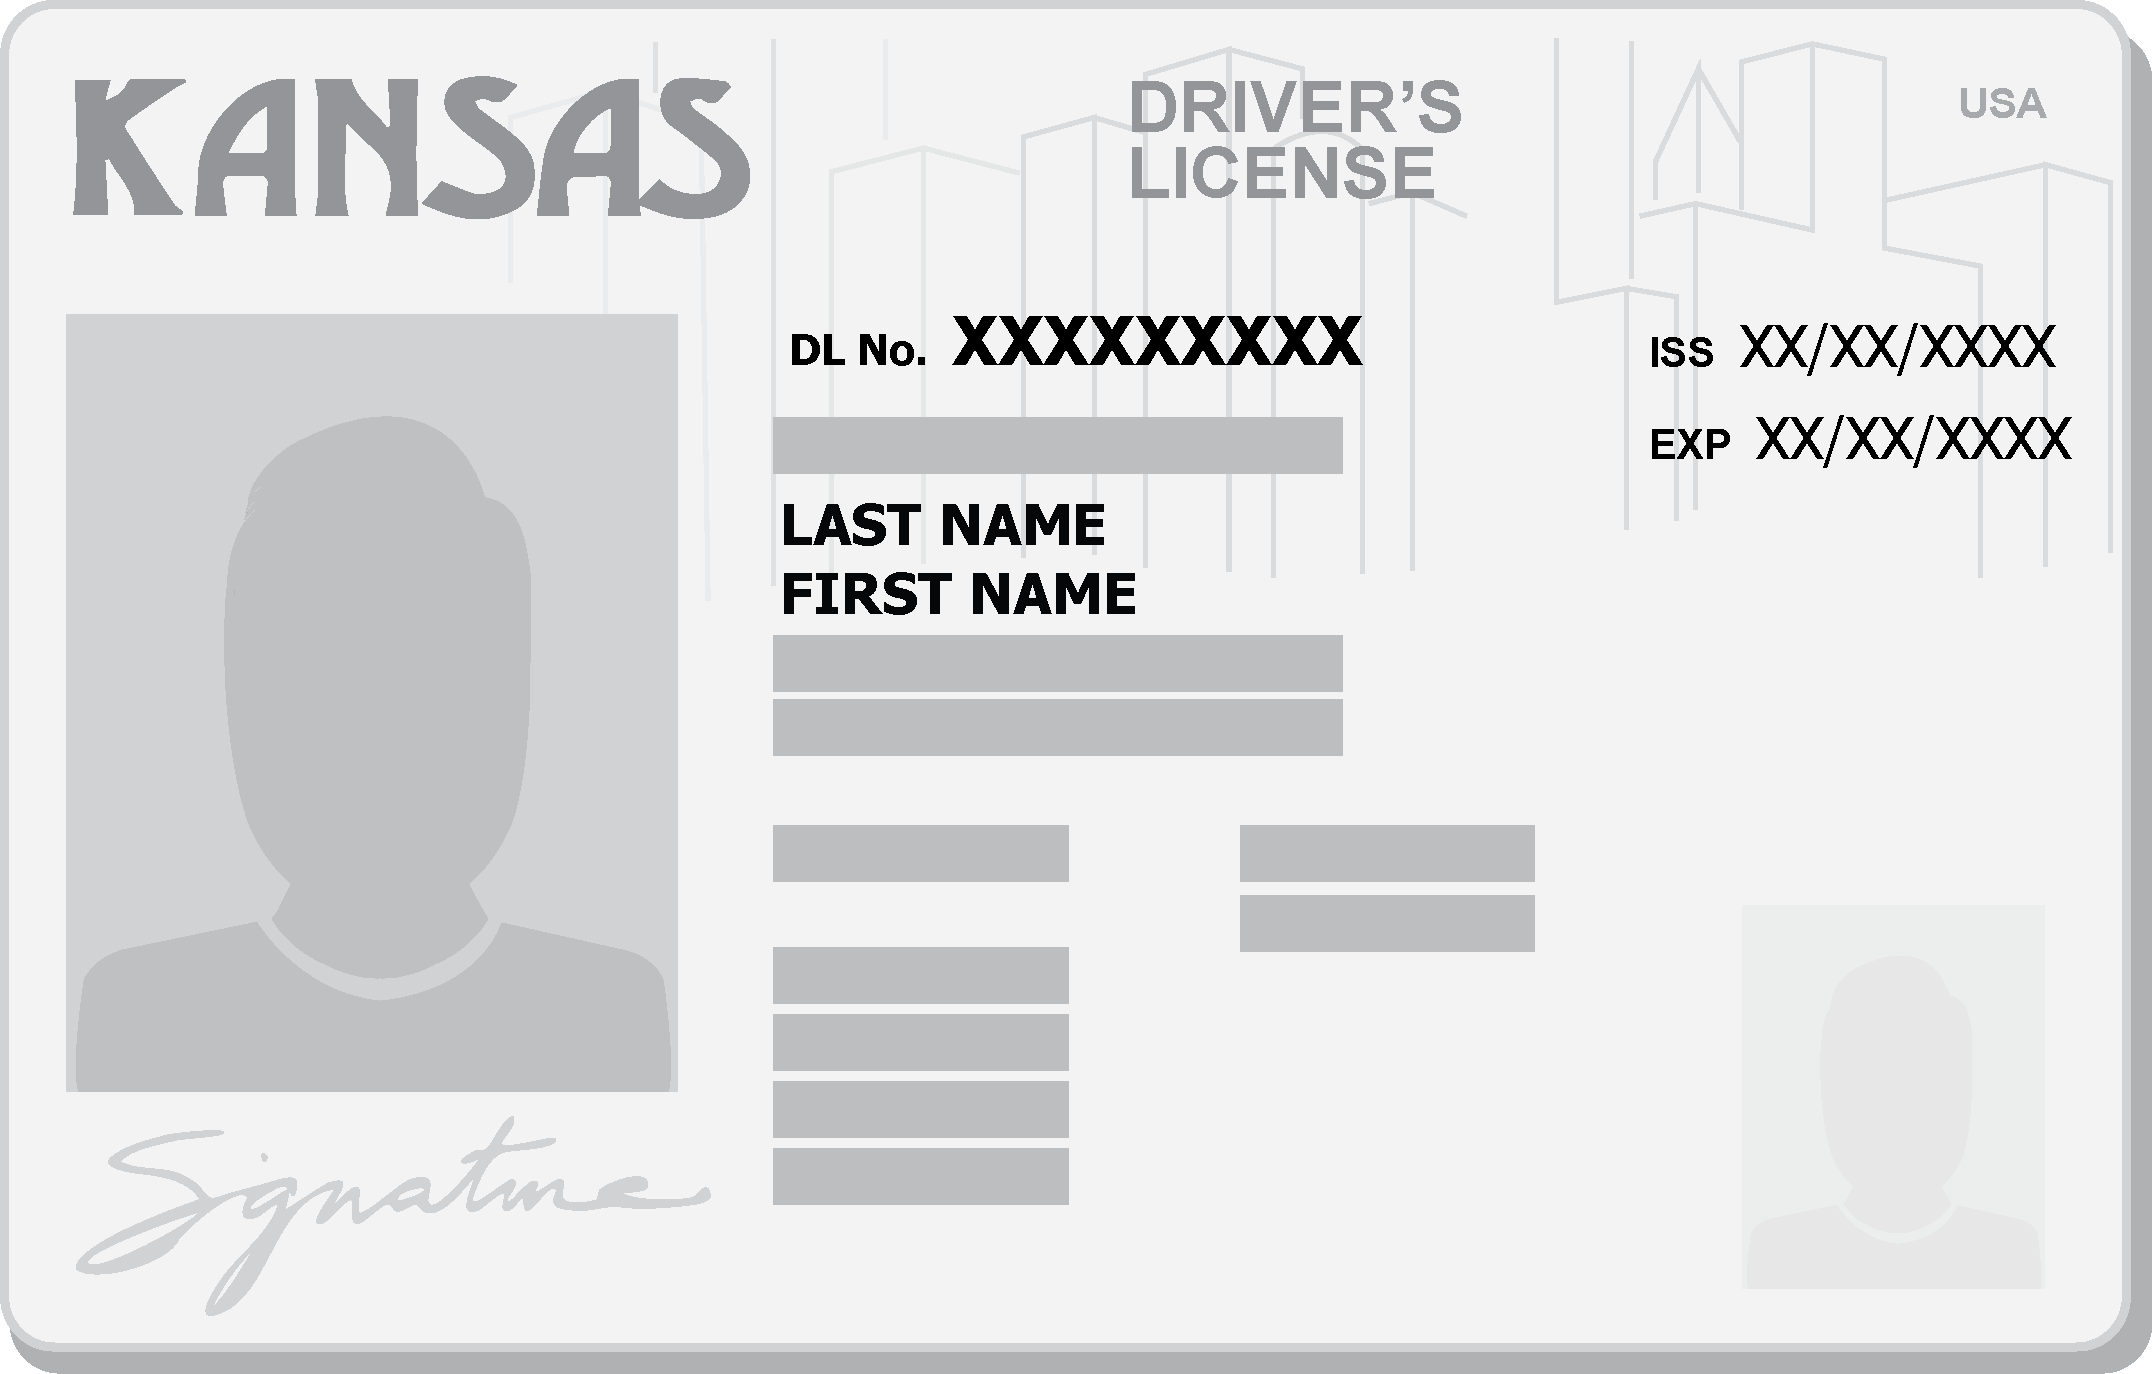 KANSAS
DRIVER’S
LICENSE
USA
DL No. XXXXXXXXX
ISS XX/XX/XXXX
EXP XX/XX/XXXX
LAST NAME
FIRST NAME
Signature